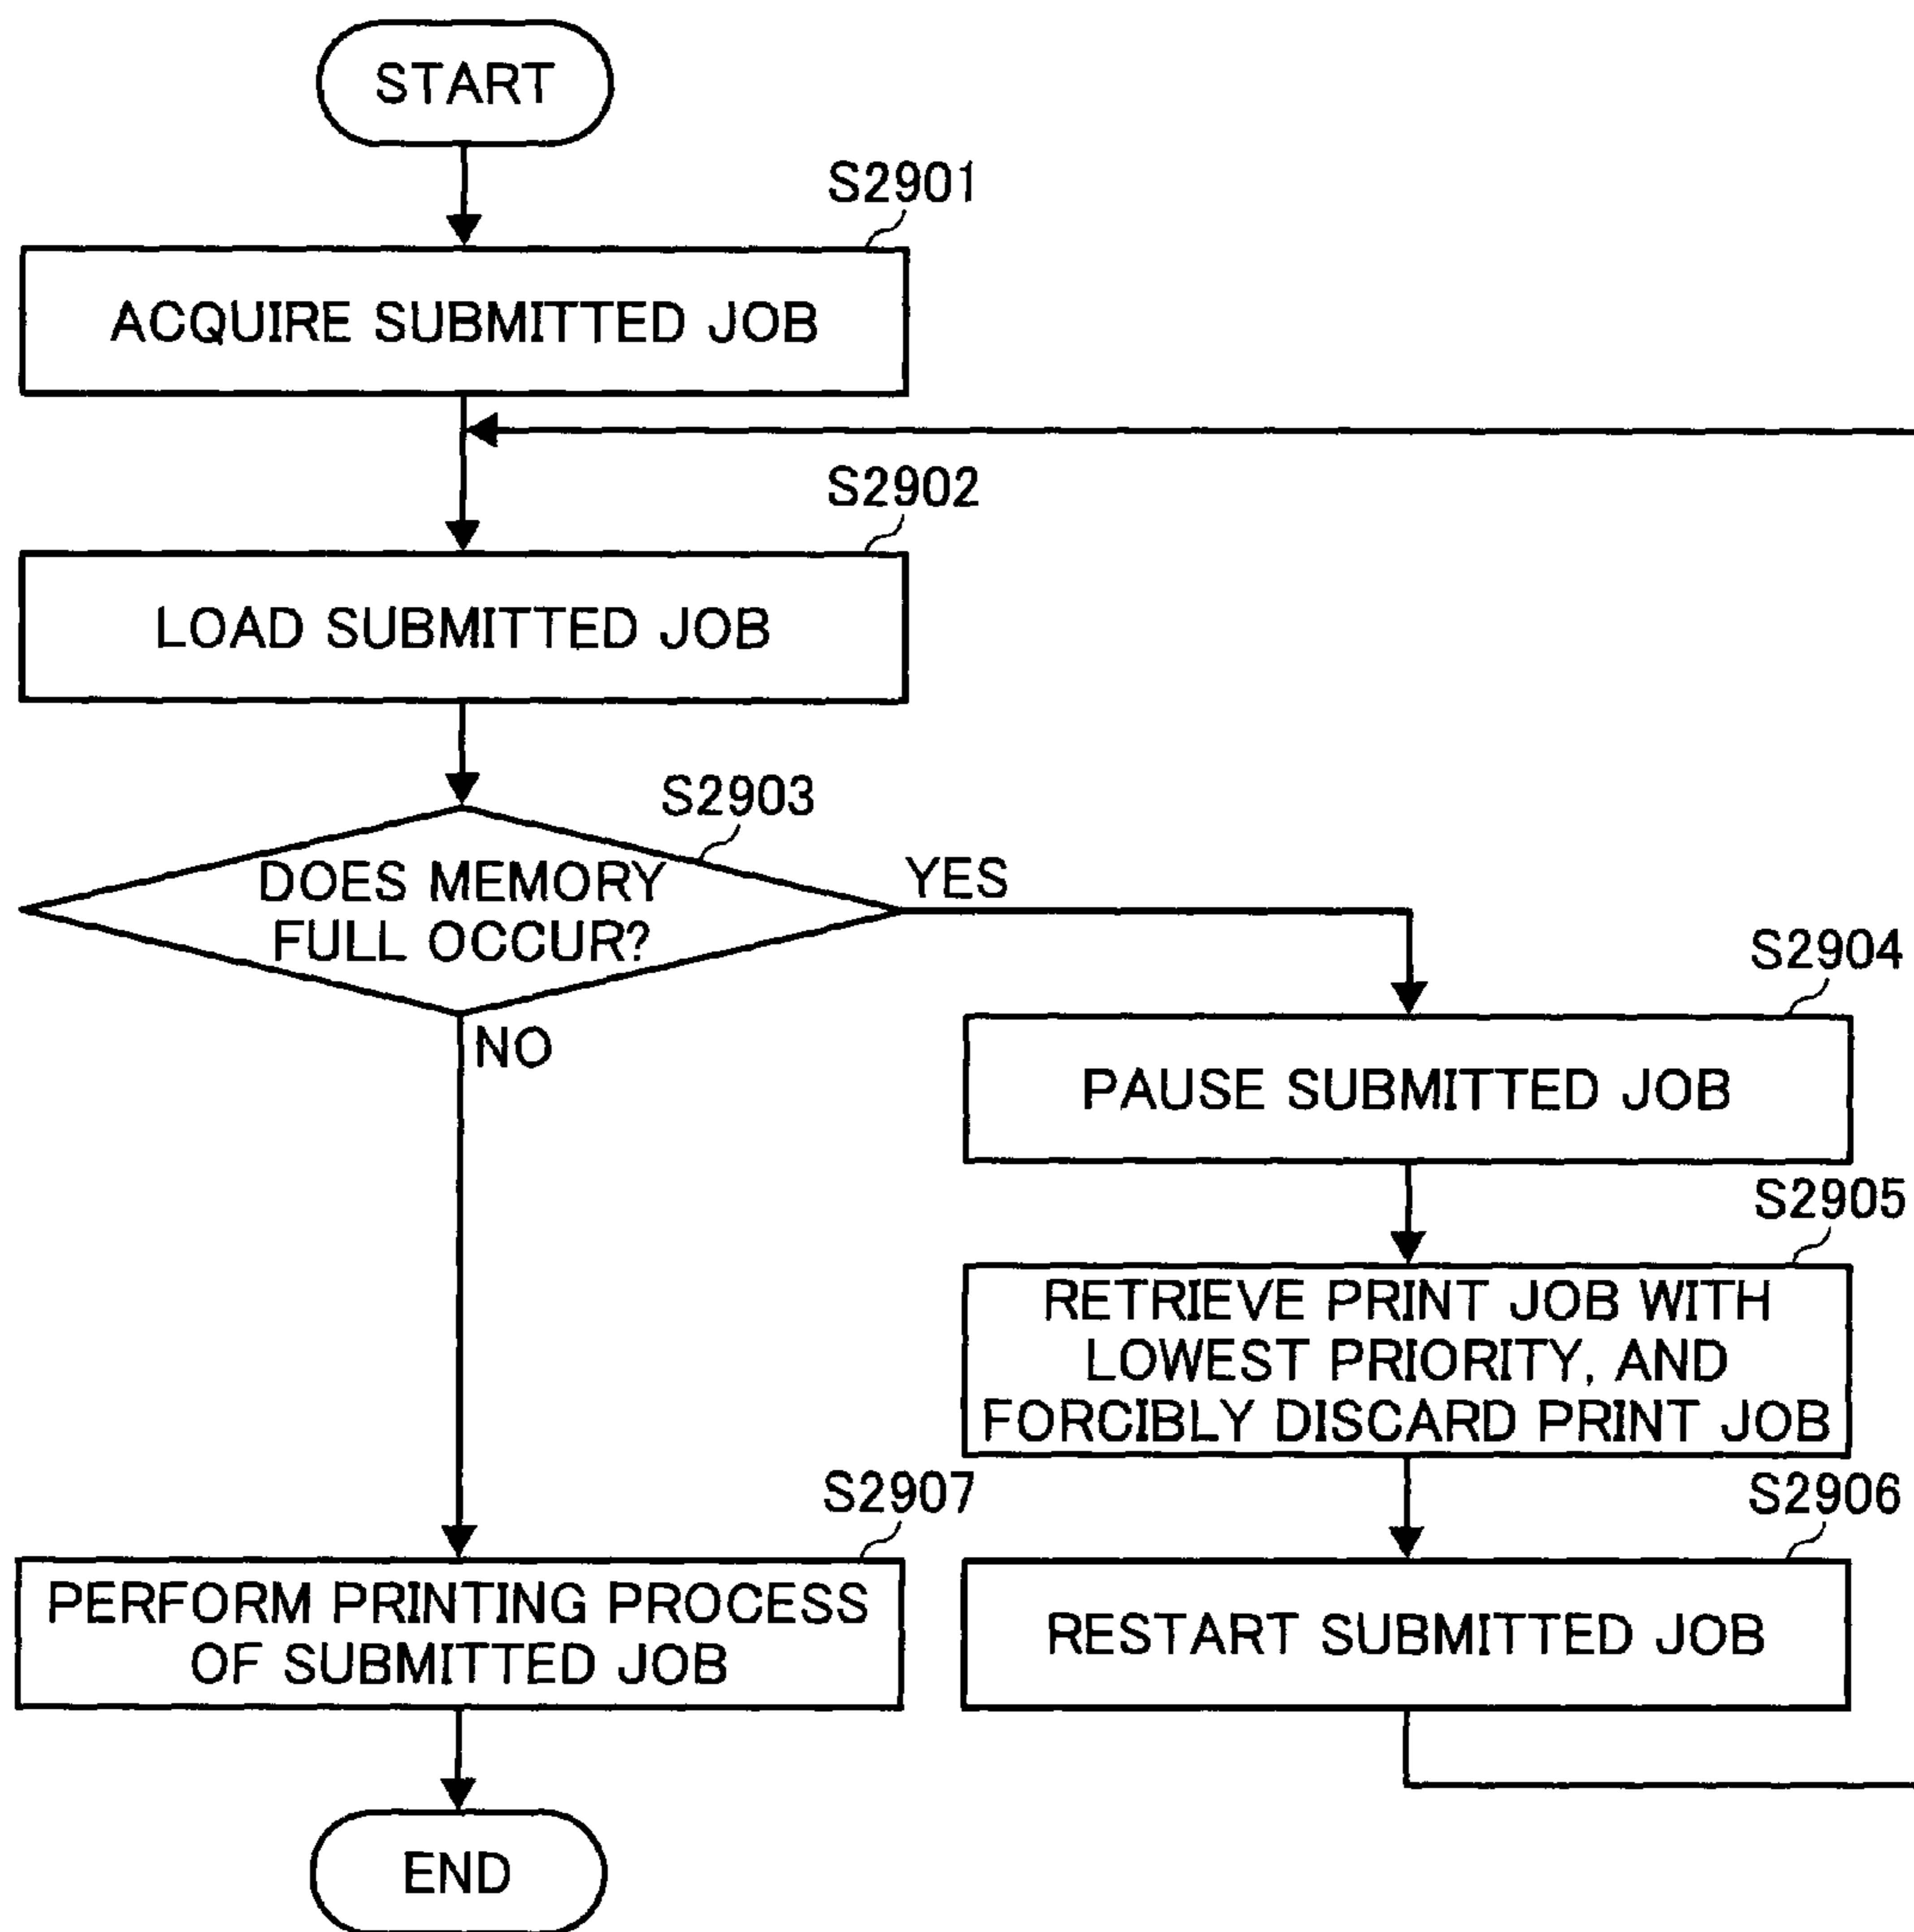 START
S2901
ACQUIRE SUBMITTED JOB
S2902
LOAD SUBMITTED JOB
S2903
DOES MEMORY
FULL OCCUR?
YES
NO
S2904
PAUSE SUBMITTED JOB
S2905
RETRIEVE PRINT JOB WITH
LOWEST PRIORITY, AND
FORCIBLY DISCARD PRINT JOB
S2906
RESTART SUBMITTED JOB
S2907
PERFORM PRINTING PROCESS
OF SUBMITTED JOB
END